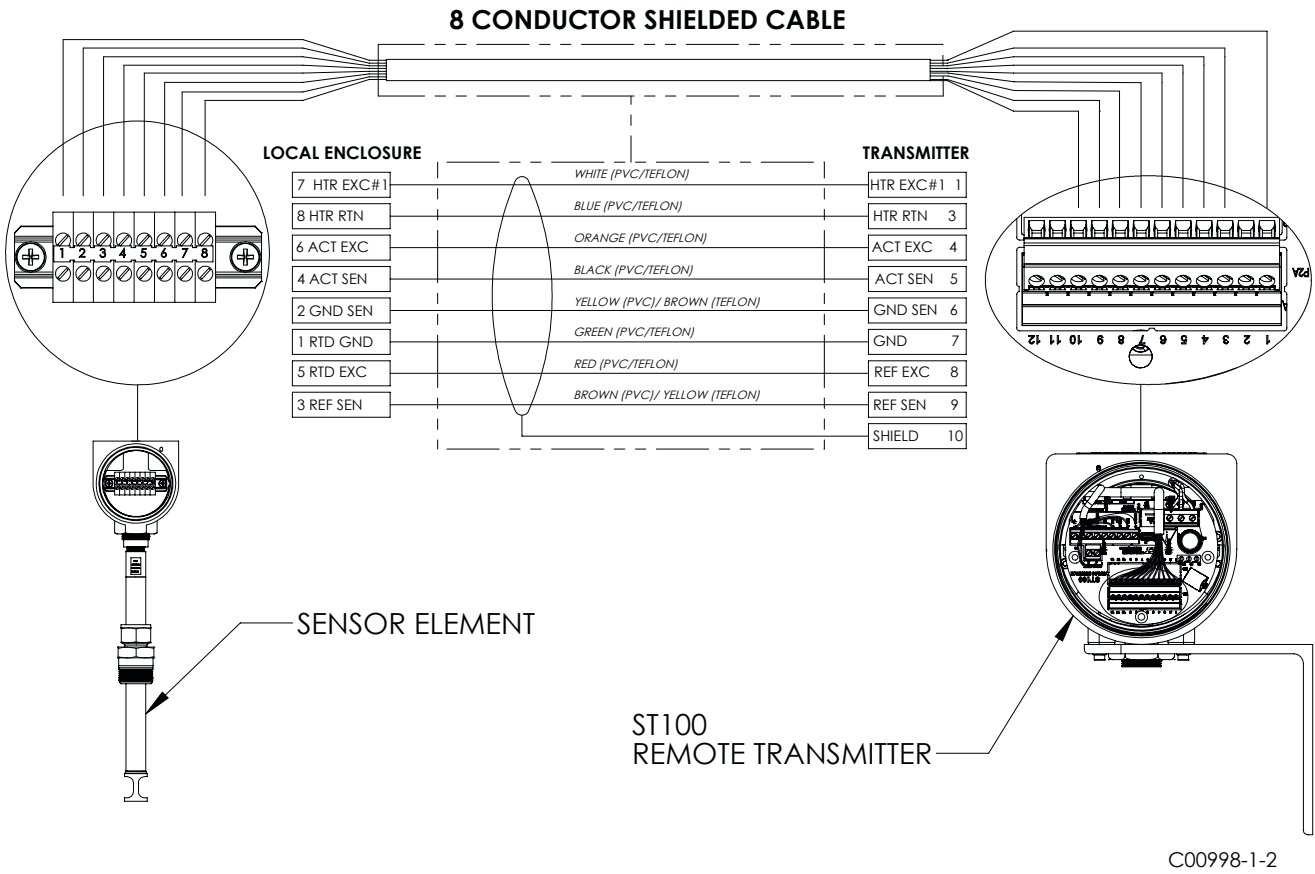 8 CONDUCTOR SHIELDED CABLE
LOCAL ENCLOSURE
TRANSMITTER
7 HTR EXC#1
WHITE (PVC/TEFLON)
HTR EXC#1 1
8 HTR RTN
BLUE (PVC/TEFLON)
HTR RTN 3
6 ACT EXC
ORANGE (PVC/TEFLON)
ACT EXC 4
4 ACT SEN
BLACK (PVC/TEFLON)
ACT SEN 5
2 GND SEN
YELLOW (PVC)/ BROWN (TEFLON)
GND SEN 6
1 RTD GND
GREEN (PVC/TEFLON)
GND 7
5 RTD EXC
RED (PVC/TEFLON)
REF EXC 8
3 REF SEN
BROWN (PVC)/ YELLOW (TEFLON)
REF SEN 9
SHIELD 10
1 2 3 4 5 6 7 8
P2A
12 11 10 9 8 7 6 5 4 3 2 1
SENSOR ELEMENT
ST100
ST100
REMOTE TRANSMITTER
C00998-1-2